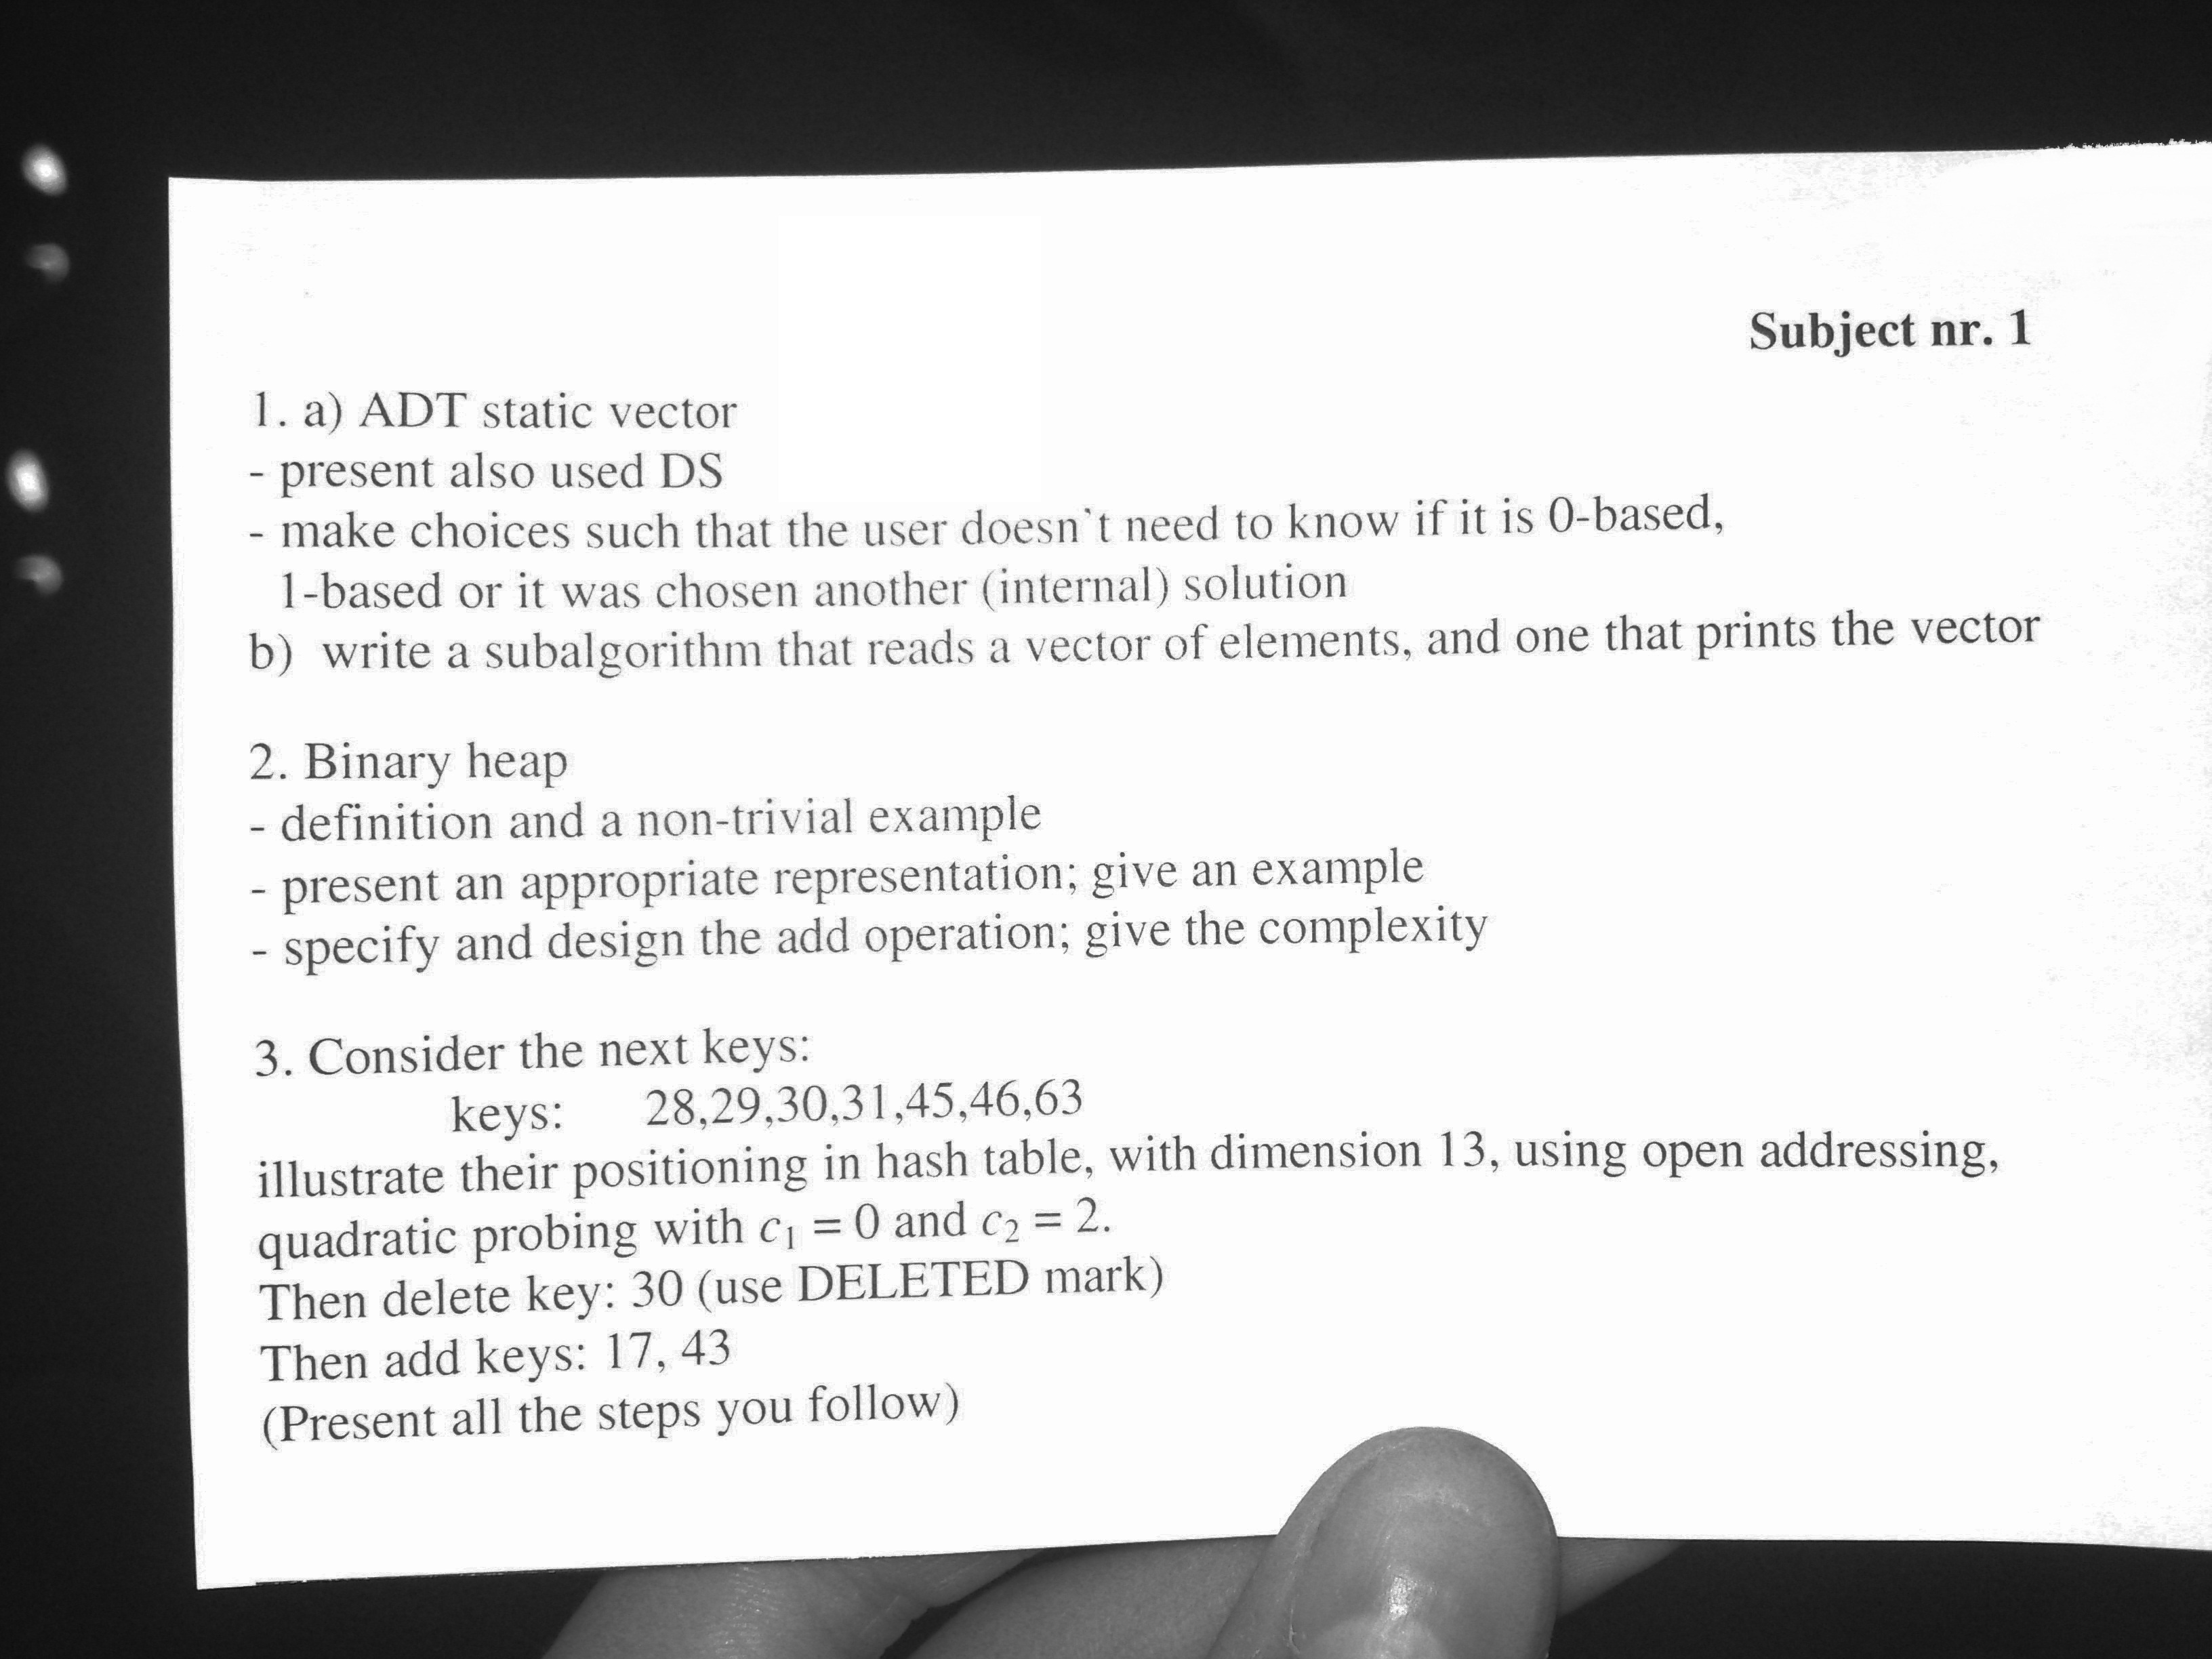 Subject nr. 1
1. a) ADT static vector
- present also used DS
- make choices such that the user doesn`t need to know if it is 0-based,
1-based or it was chosen another (internal) solution
b) write a subalgorithm that reads a vector of elements, and one that prints the vector
2. Binary heap
- definition and a non-trivial example
- present an appropriate representation; give an example
- specify and design the add operation; give the complexity
3. Consider the next keys:
keys: 28,29,30,31,45,46,63
illustrate their positioning in hash table, with dimension 13, using open addressing,
quadratic probing with c₁ = 0 and c₂ = 2.
Then delete key: 30 (use DELETED mark)
Then add keys: 17, 43
(Present all the steps you follow)